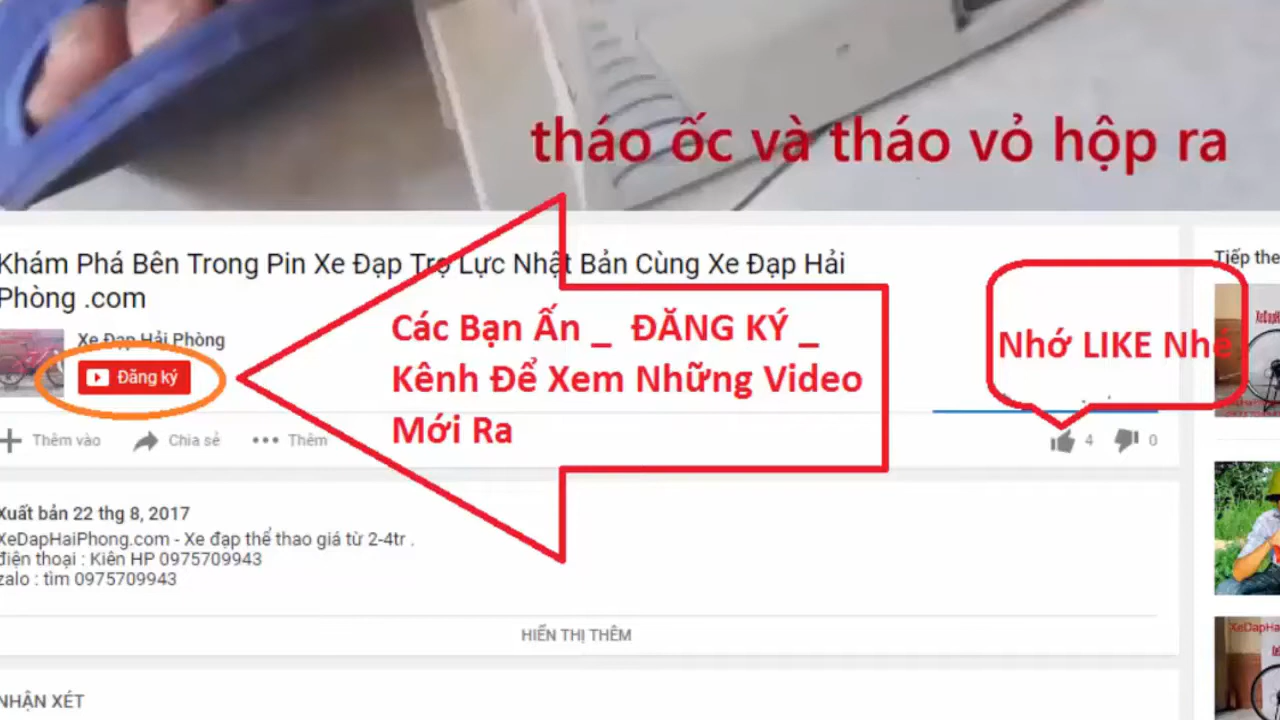 tháo ốc và tháo vỏ hộp ra
Khám Phá Bên Trong Pin Xe Đạp Trợ Lực Nhật Bản Cùng Xe Đạp Hải
Phòng .com
Tiếp the
Xe Đạp Hải Phòng
Đăng ký
Các Bạn Ấn _ ĐĂNG KÝ _
Kênh Để Xem Những Video
Mới Ra
Nhớ LIKE Nhé
Thêm vào
Chia sẻ
Thêm
4
0
Xuất bản 22 thg 8, 2017
XeDapHaiPhong.com - Xe đạp thể thao giá từ 2-4tr .
điện thoại : Kiên HP 0975709943
zalo : tìm 0975709943
HIỂN THỊ THÊM
XeDapHa
NHẬN XÉT